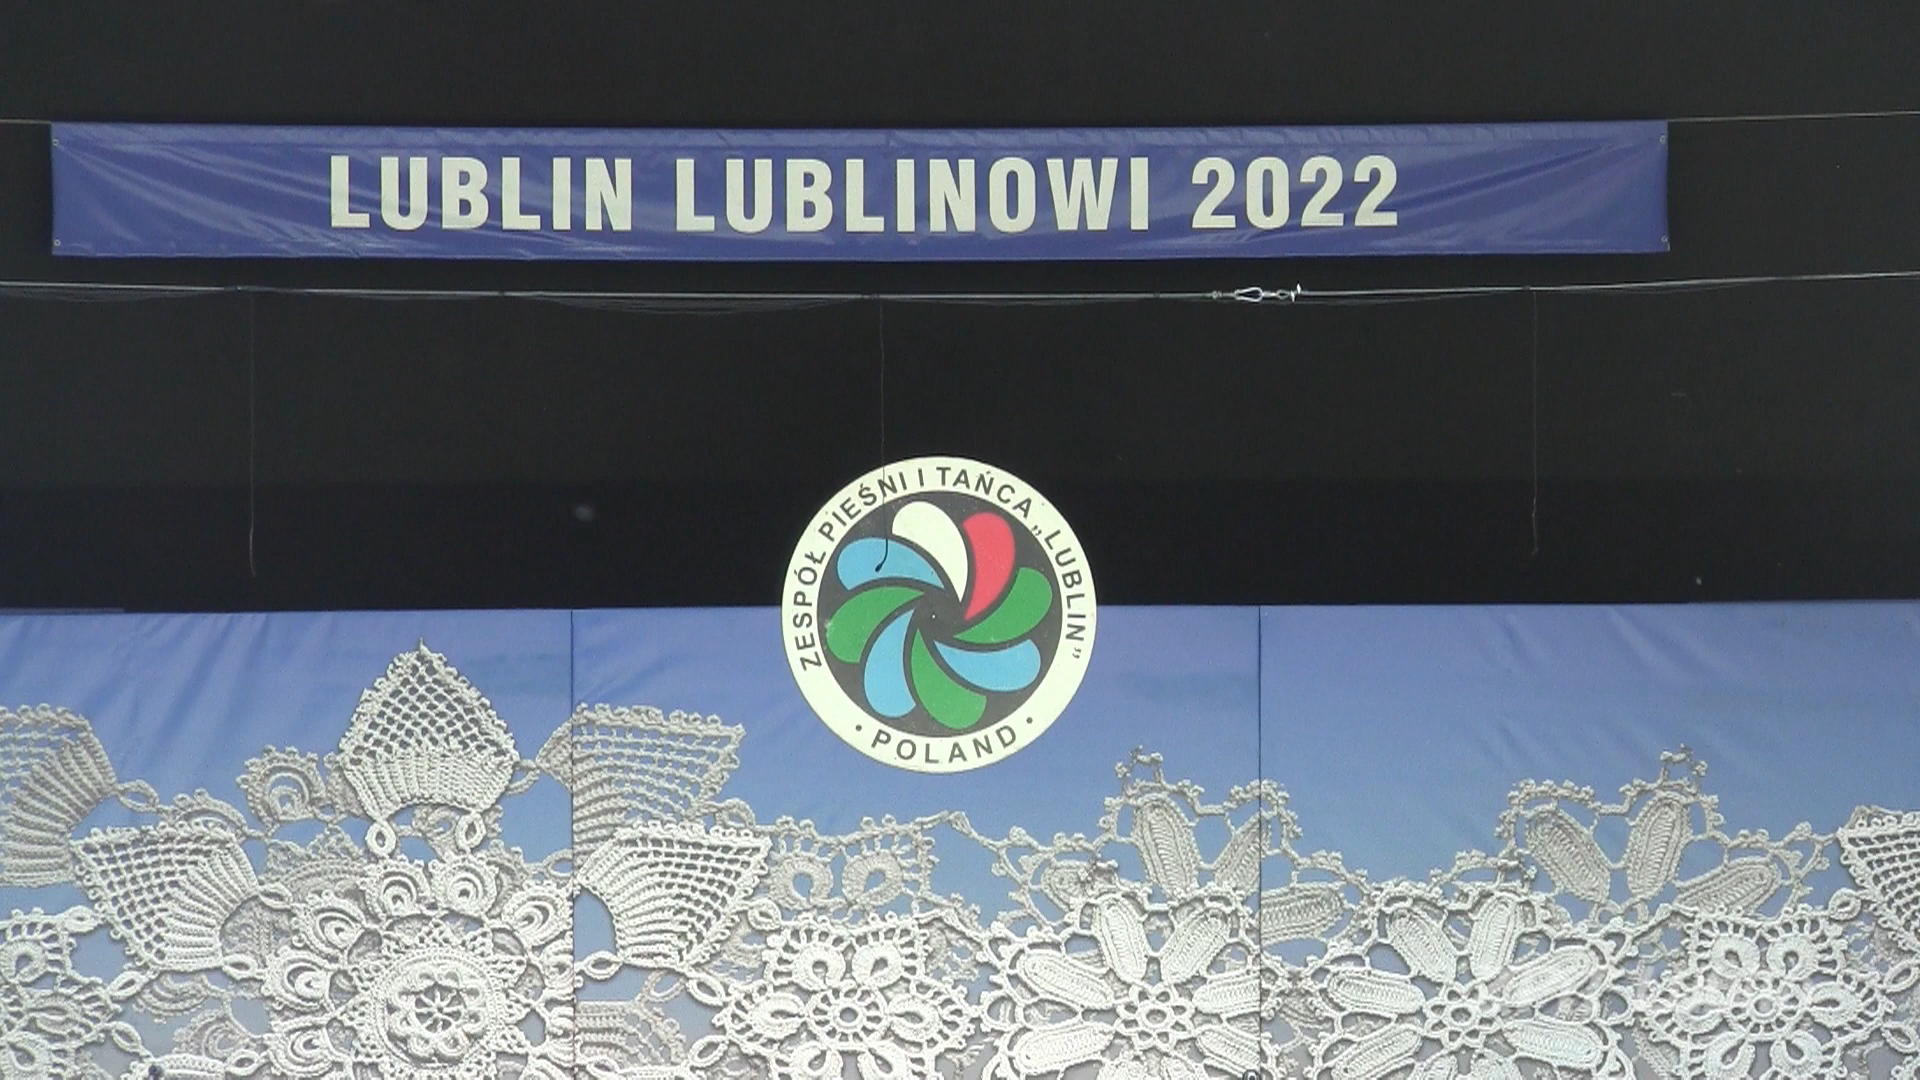 LUBLIN LUBLINOWI 2022
ZESPÓŁ PIEŚNI I TAŃCA „LUBLIN”
• POLAND •